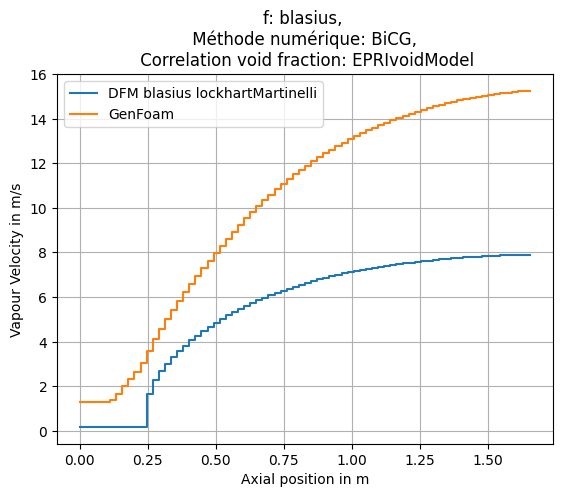 f: blasius,
Méthode numérique: BiCG,
Correlation void fraction: EPRIvoidModel
DFM blasius lockhartMartinelli
GenFoam
Vapour Velocity in m/s
16
14
12
10
8
6
4
2
0
0.00 0.25 0.50 0.75 1.00 1.25 1.50
Axial position in m